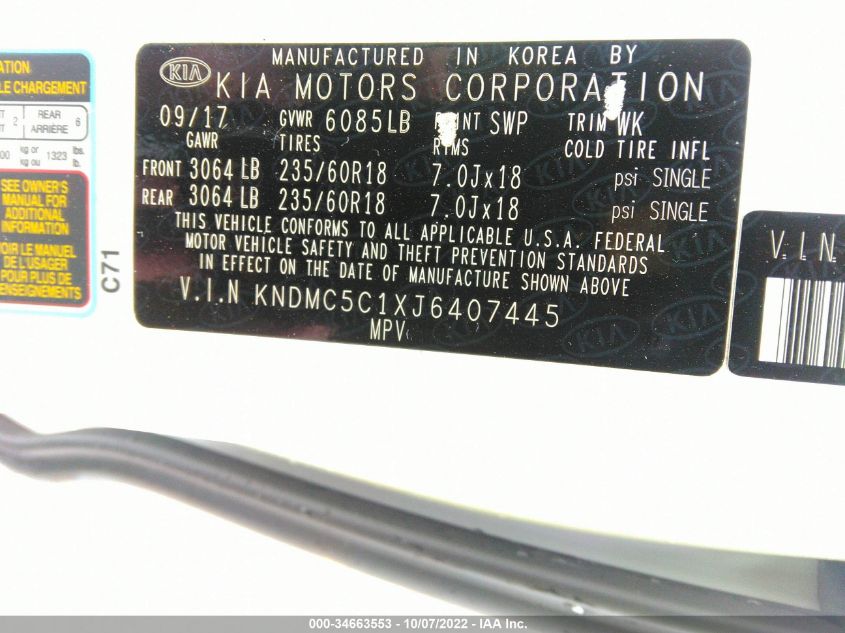 ATION
LE CHARGEMENT
2
REAR
ARRIÈRE
6
kg or
kg ou
1323
lbs.
lb.
SEE OWNER'S
MANUAL FOR
ADDITIONAL
INFORMATION
VOIR LE MANUEL
DE L'USAGER
POUR PLUS DE
RENSEIGNEMENTS
C71
MANUFACTURED IN KOREA BY
KIA
KIA MOTORS CORPORATION
09/17 GVWR 6085LB PAINT SWP TRIM WK
GAWR TIRES RIMS COLD TIRE INFL
FRONT 3064 LB 235/60R18 7.0Jx18 psi SINGLE
REAR 3064 LB 235/60R18 7.0Jx18 psi SINGLE
THIS VEHICLE CONFORMS TO ALL APPLICABLE U.S.A. FEDERAL
MOTOR VEHICLE SAFETY AND THEFT PREVENTION STANDARDS
IN EFFECT ON THE DATE OF MANUFACTURE SHOWN ABOVE
V.I.N KNDMC5C1XJ6407445
MPV
V.I.N
000-34663553 - 10/07/2022 - IAA Inc.